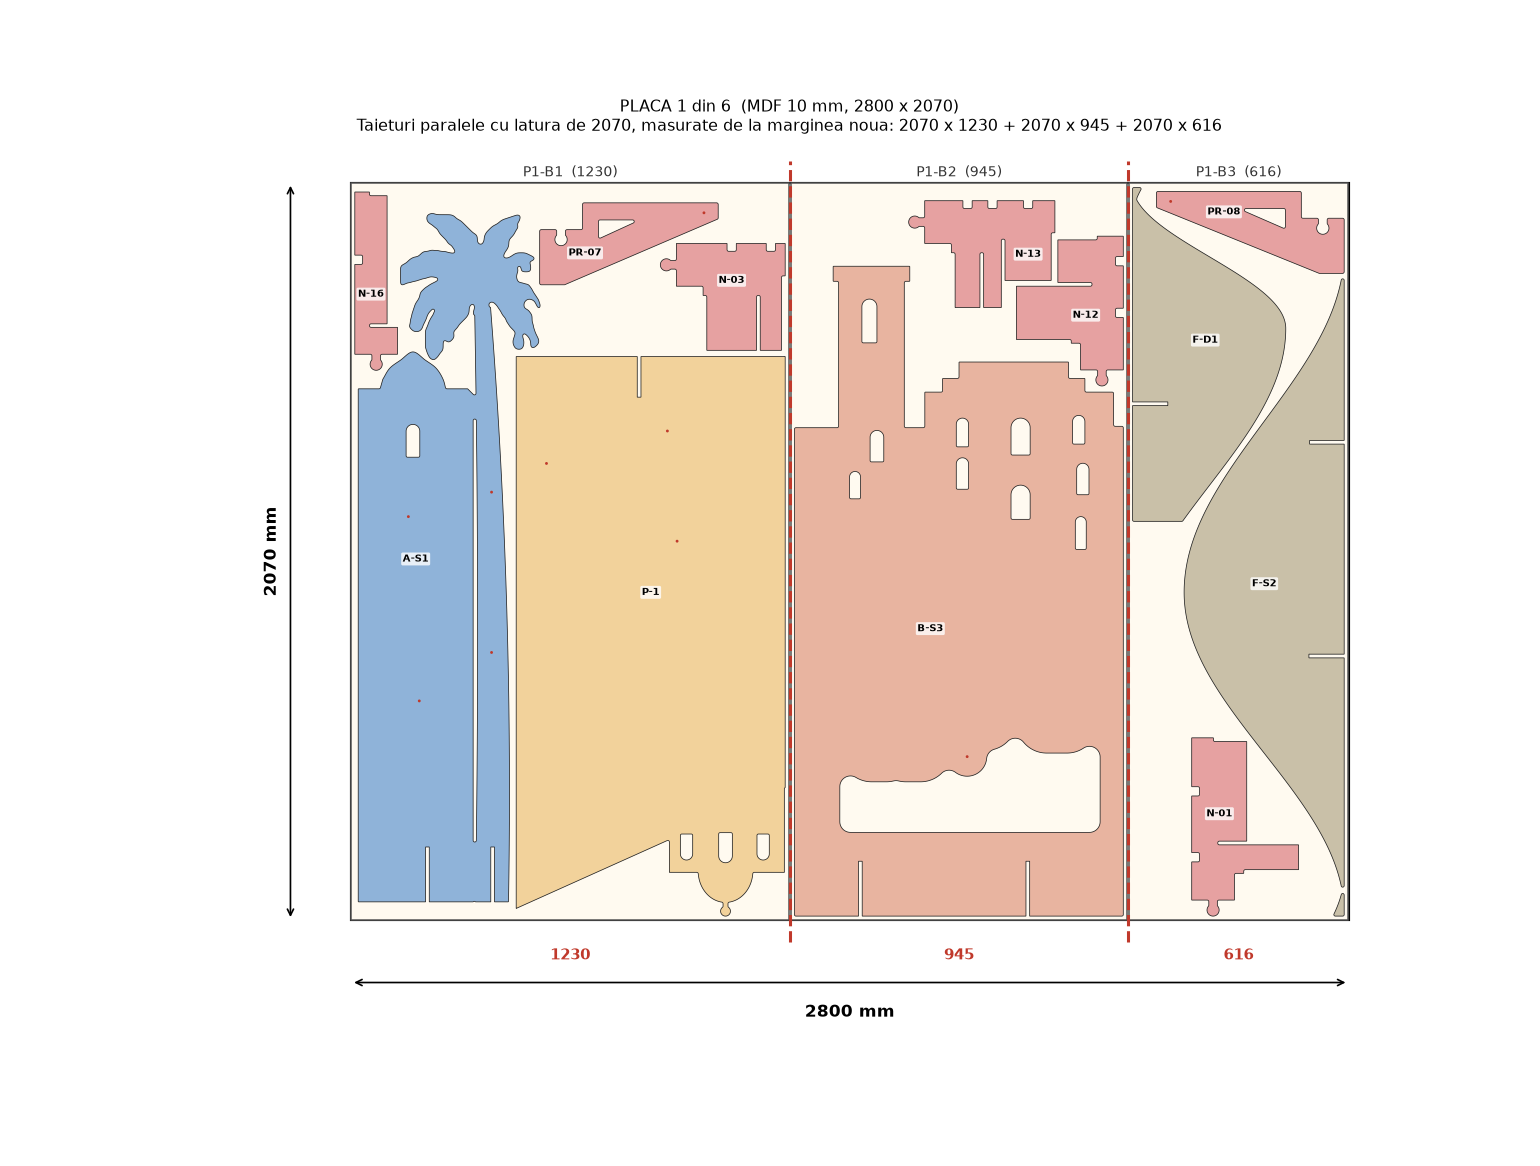 PLACA 1 din 6  (MDF 10 mm, 2800 x 2070)
Taieturi paralele cu latura de 2070, masurate de la marginea noua: 2070 x 1230 + 2070 x 945 + 2070 x 616
P1-B1  (1230)
P1-B2  (945)
P1-B3  (616)
PR-08
PR-07
N-13
N-03
N-16
N-12
F-D1
A-S1
F-S2
P-1
B-S3
N-01
2070 mm
1230
945
616
2800 mm